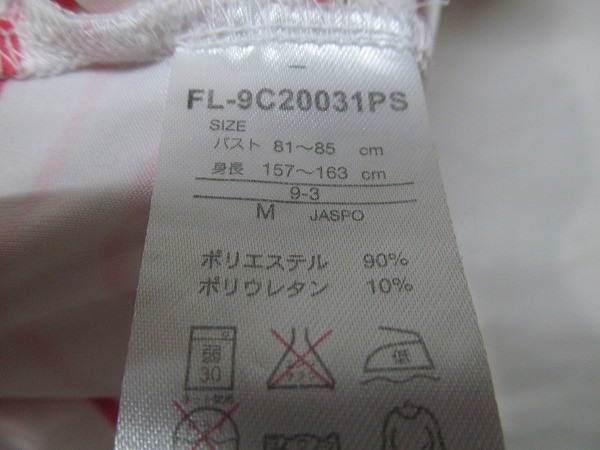 FL-9C20031PS
SIZE
バスト 81～85 cm
身長 157～163 cm
9-3
M JASPO
ポリエステル 90%
ポリウレタン 10%
弱 低
30